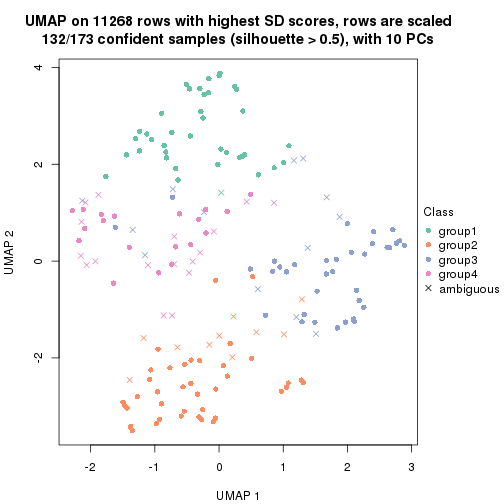 UMAP on 11268 rows with highest SD scores, rows are scaled
132/173 confident samples (silhouette > 0.5), with 10 PCs
4
2
0
-2
UMAP 2
-2
-1
0
1
2
3
UMAP 1
Class
group1
group2
group3
group4
ambiguous